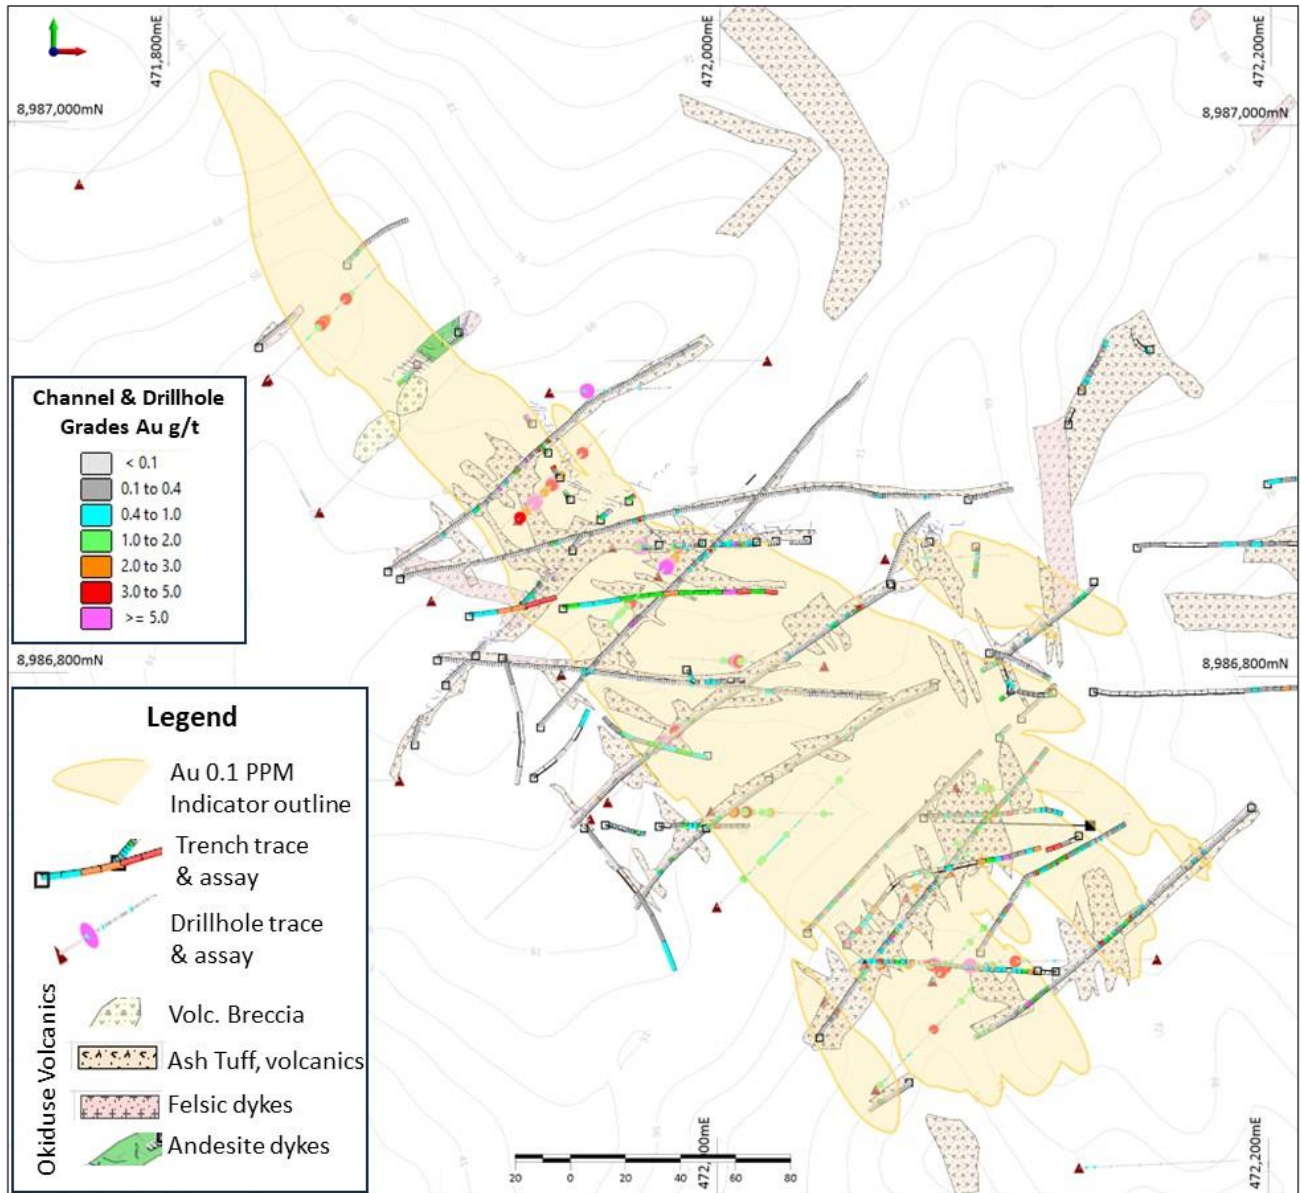 471,800mE
472,000mE
472,200mE
8,987,000mN
8,987,000mN
Channel & Drillhole
Grades Au g/t
< 0.1
0.1 to 0.4
0.4 to 1.0
1.0 to 2.0
2.0 to 3.0
3.0 to 5.0
>= 5.0
8,986,800mN
8,986,800mN
Legend
Au 0.1 PPM
Indicator outline
Trench trace
& assay
Drillhole trace
& assay
Okiduse Volcanics
Volc. Breccia
Ash Tuff, volcanics
Felsic dykes
Andesite dykes
20 0 20 40 60 80
472,200mE